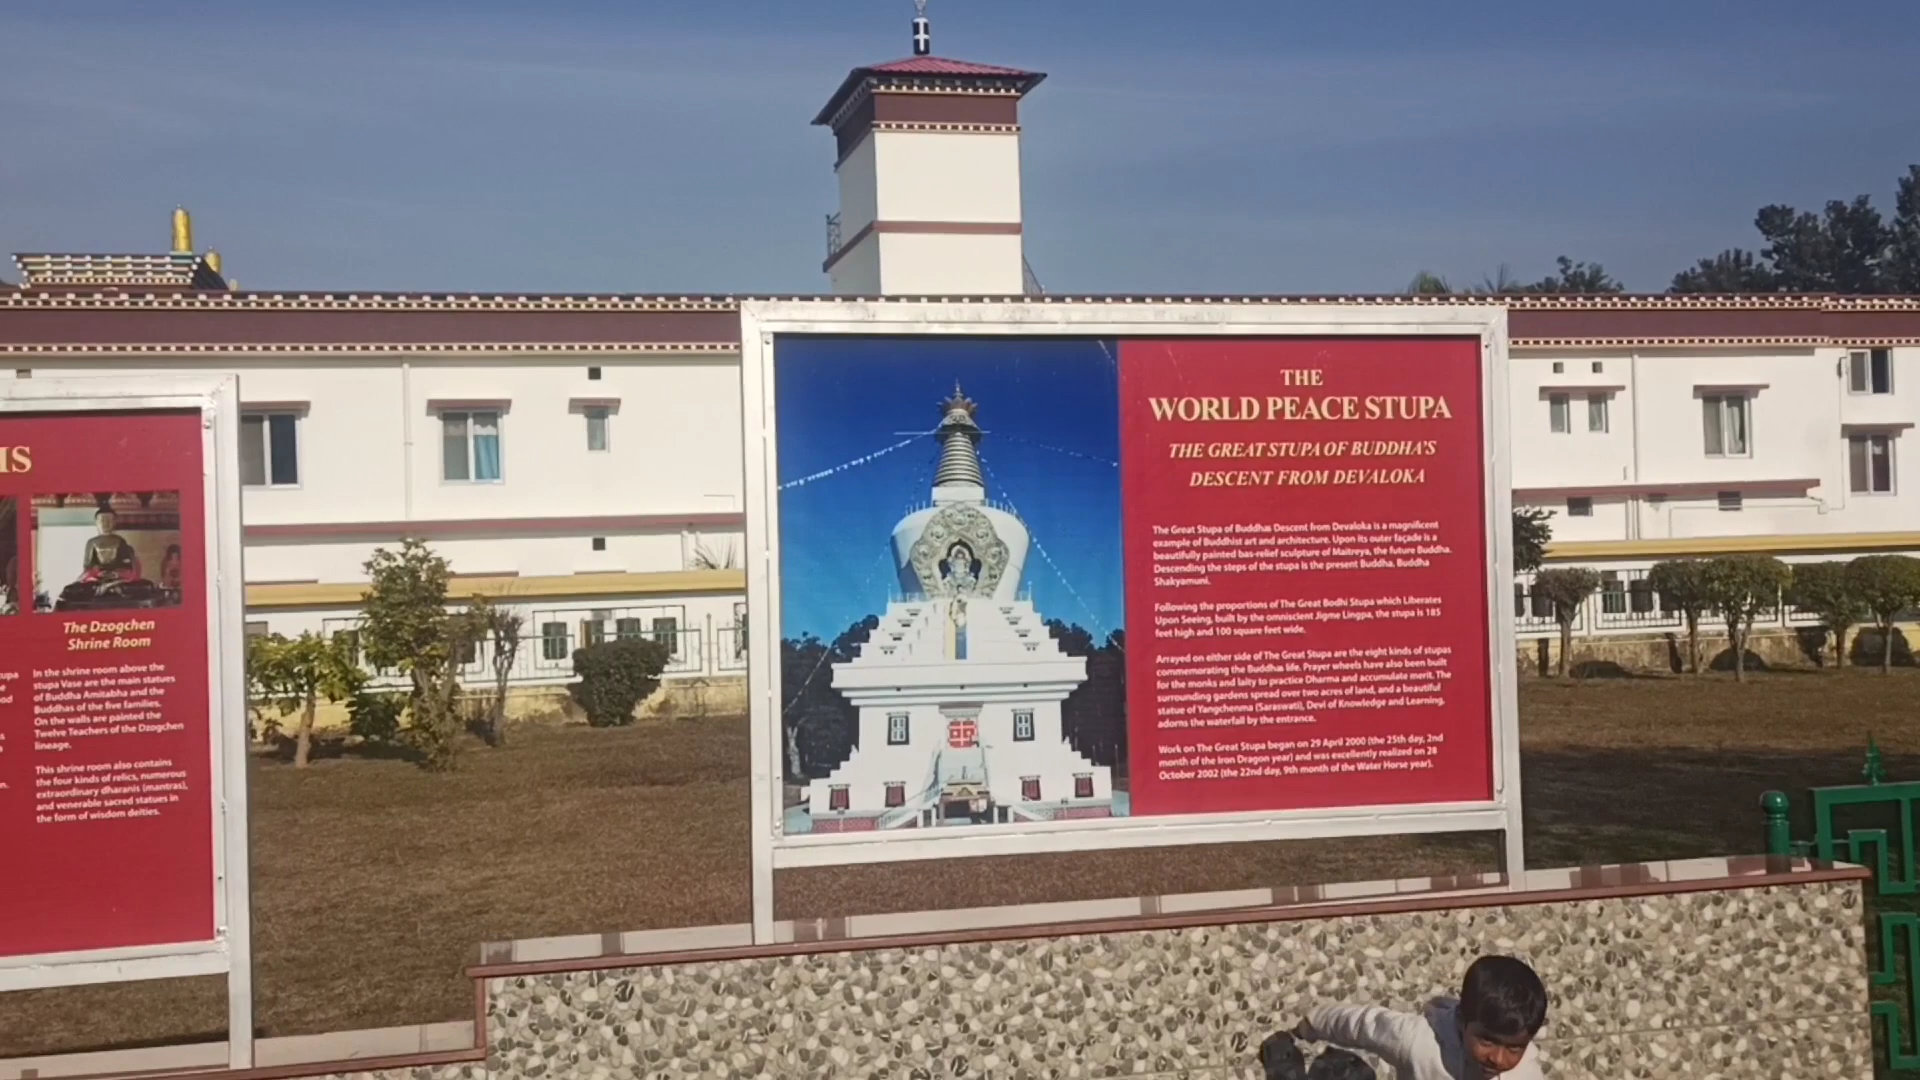 IS
The Dzogchen
Shrine Room
In the shrine room above the
stupa Vase are the main statues
of Buddha Amitabha and the
Buddhas of the five families.
On the walls are painted the
Twelve Teachers of the Dzogchen
lineage.
This shrine room also contains
the four kinds of relics, numerous
extraordinary dharanis (mantras),
and venerable sacred statues in
the form of wisdom deities.
THE
WORLD PEACE STUPA
THE GREAT STUPA OF BUDDHA'S
DESCENT FROM DEVALOKA
The Great Stupa of Buddhas Descent from Devaloka is a magnificent
example of Buddhist art and architecture. Upon its outer façade is a
beautifully painted bas-relief sculpture of Maitreya, the future Buddha.
Descending the steps of the stupa is the present Buddha, Buddha
Shakyamuni.
Following the proportions of The Great Bodhi Stupa which Liberates
Upon Seeing, built by the omniscient Jigme Lingpa, the stupa is 185
feet high and 100 square feet wide.
Arrayed on either side of The Great Stupa are the eight kinds of stupas
commemorating the Buddhas life. Prayer wheels have also been built
for the monks and laity to practice Dharma and accumulate merit. The
surrounding gardens spread over two acres of land, and a beautiful
statue of Yangchenma (Saraswati), Devi of Knowledge and Learning,
adorns the waterfall by the entrance.
Work on The Great Stupa began on 29 April 2000 (the 25th day, 2nd
month of the Iron Dragon year) and was excellently realized on 28
October 2002 (the 22nd day, 9th month of the Water Horse year).